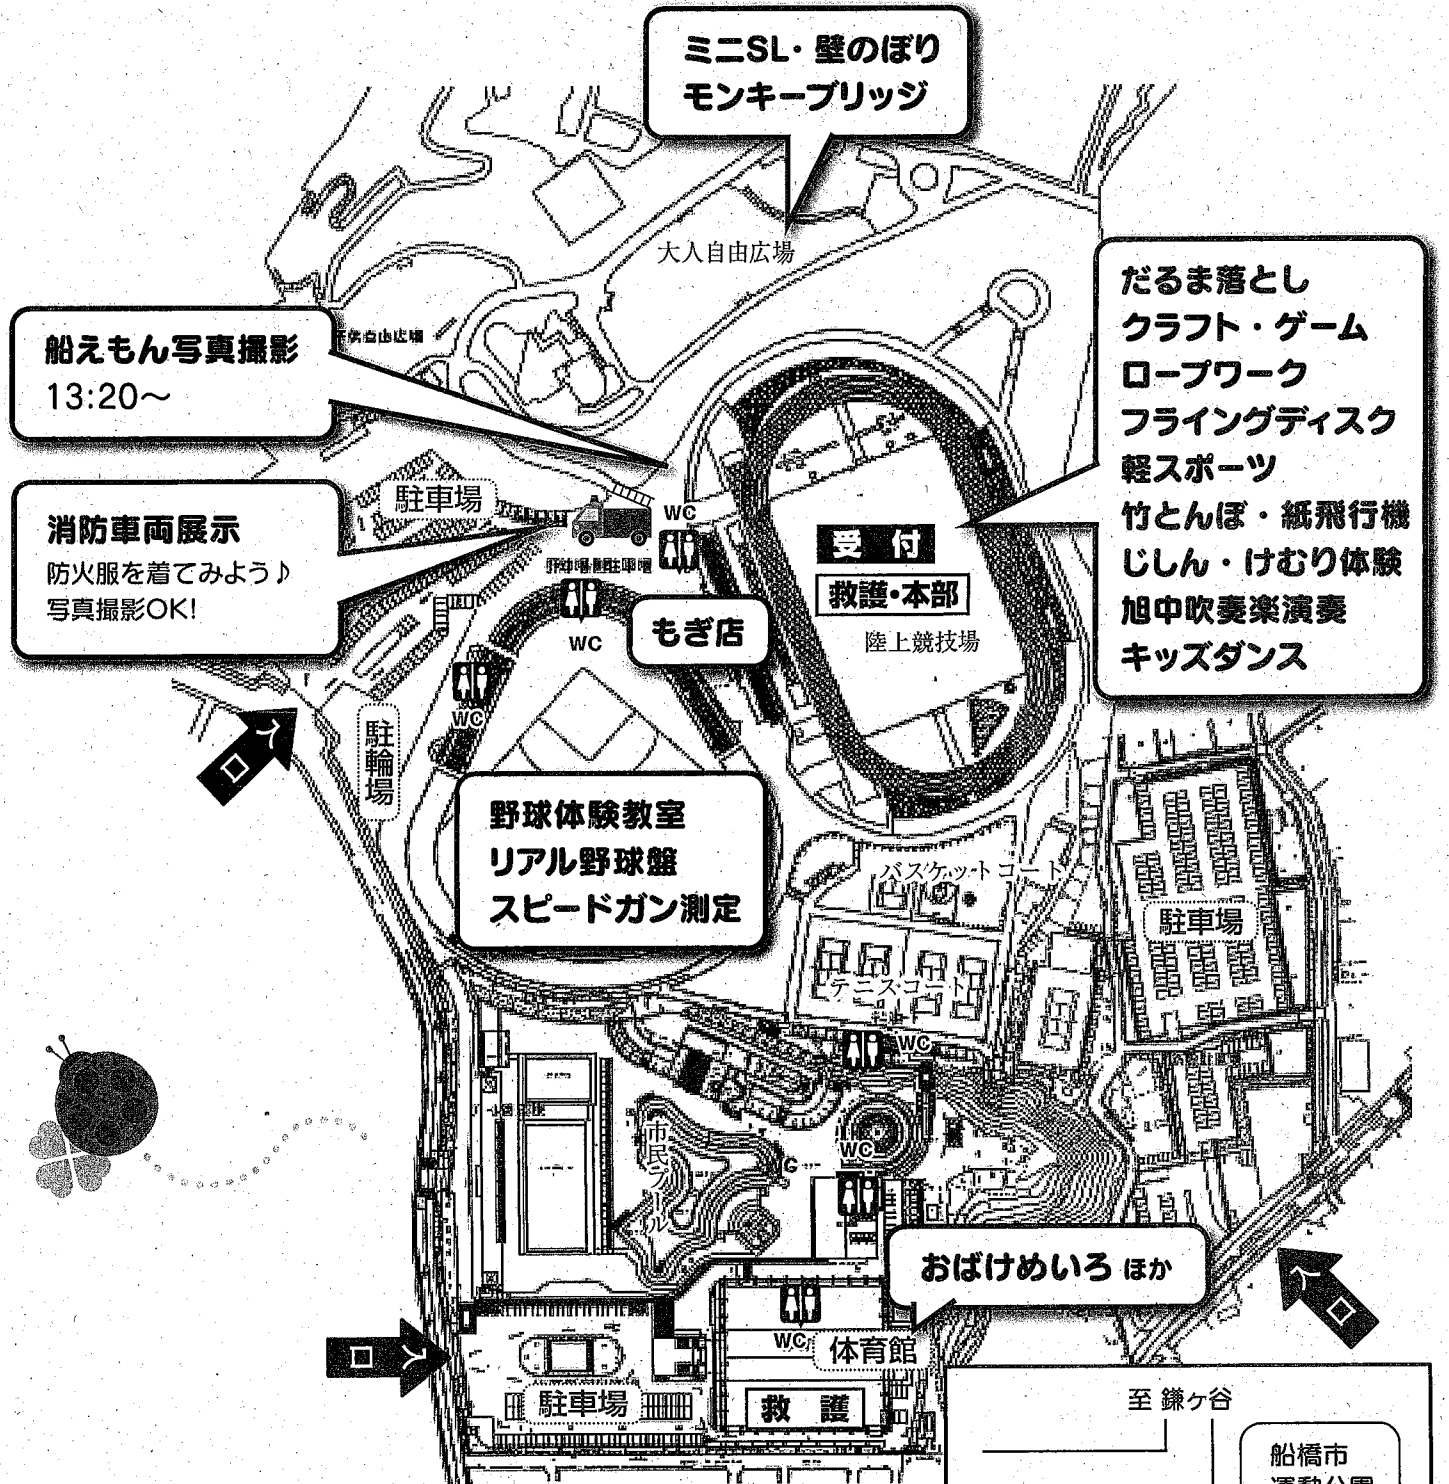 ミニSL・壁のぼり
モンキーブリッジ
大人自由広場
船えもん写真撮影
13:20～
だるま落とし
クラフト・ゲーム
ロープワーク
フライングディスク
軽スポーツ
竹とんぼ・紙飛行機
じしん・けむり体験
旭中吹奏楽演奏
キッズダンス
駐車場
WC
消防車両展示
防火服を着てみよう♪
写真撮影OK!
受付
救護・本部
陸上競技場
もぎ店
WC
WC
入口
駐輪場
野球体験教室
リアル野球盤
スピードガン測定
バスケットコート
駐車場
テニスコート
WC
市民プール
WC
WC
おばけめいろ ほか
入口
入口
WC
体育館
駐車場
救護
至 鎌ヶ谷
船橋市
運動公園